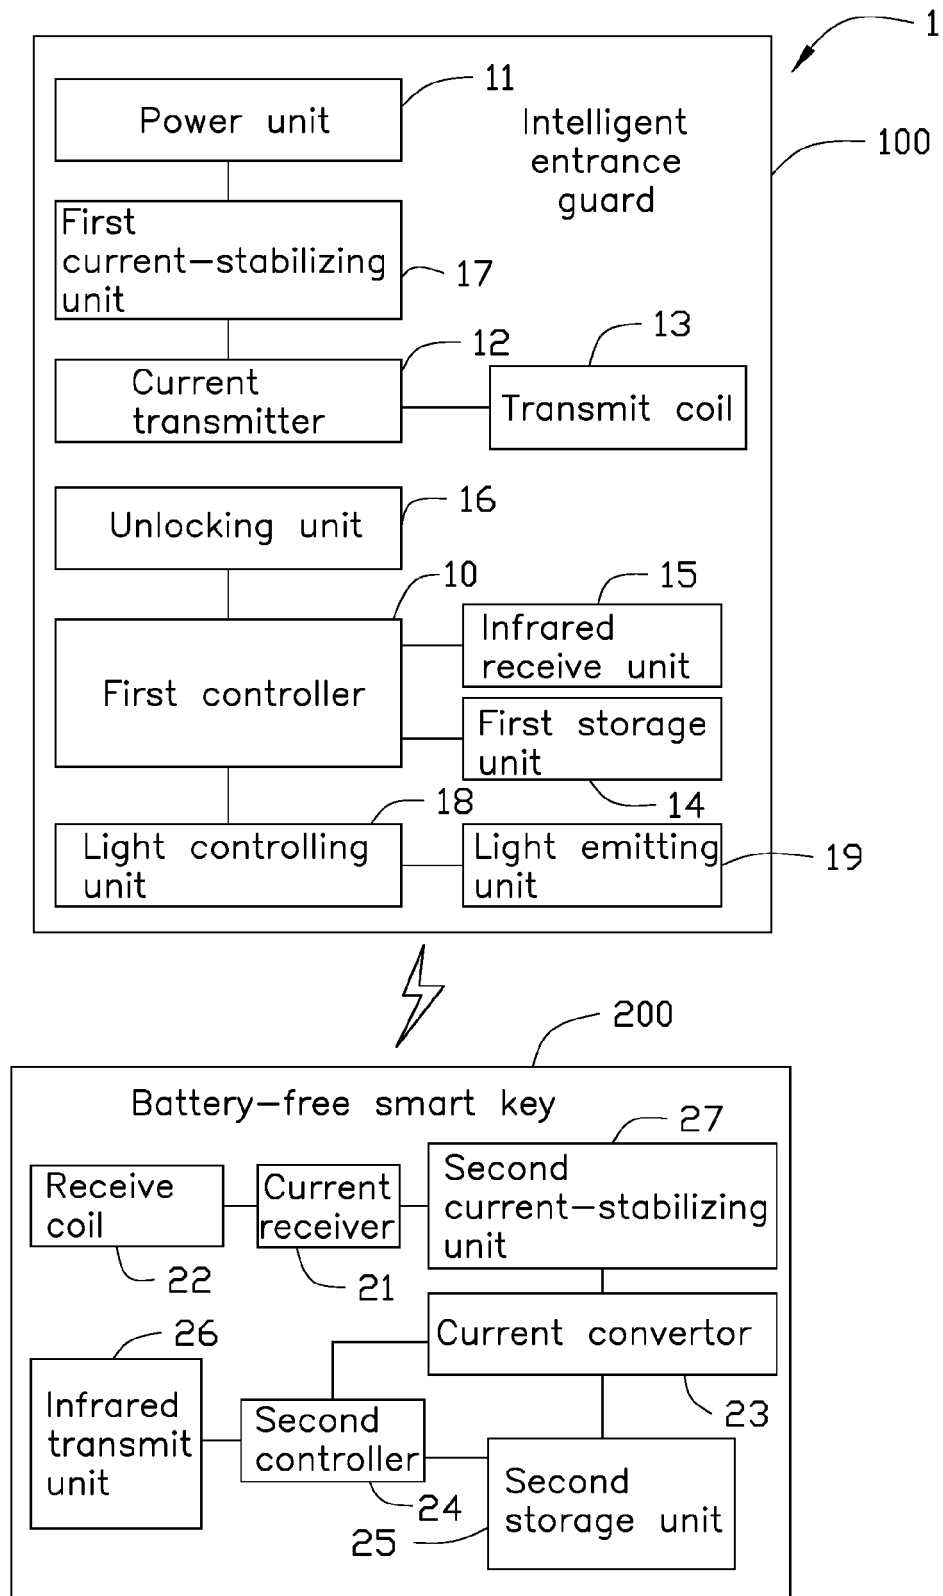 1
11
Power unit
Intelligent
entrance
guard
100
First
current-stabilizing
unit
17
12
13
Current
transmitter
Transmit coil
16
Unlocking unit
10
15
Infrared
receive unit
First controller
First storage
unit
14
18
Light controlling
unit
Light emitting
unit
19
200
Battery-free smart key
27
Receive
coil
Current
receiver
Second
current-stabilizing
unit
22
21
26
Current convertor
23
Infrared
transmit
unit
Second
controller
24
Second
storage unit
25